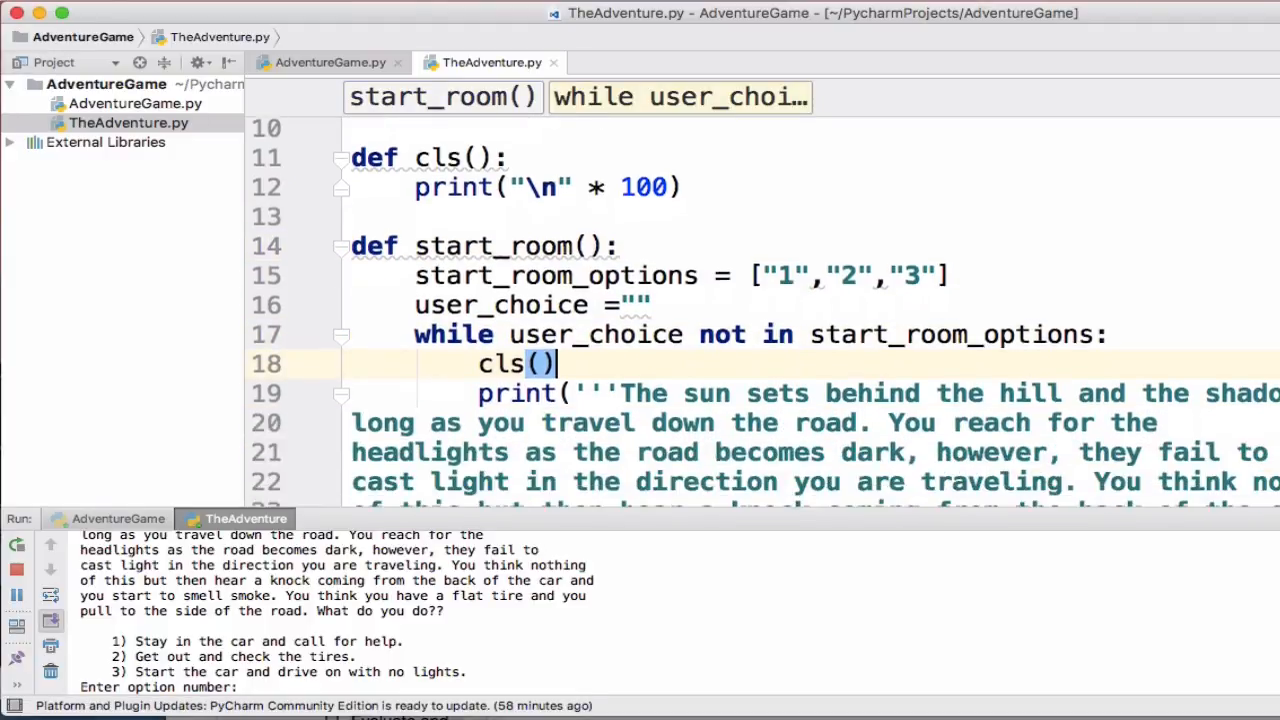 TheAdventure.py - AdventureGame - [~/PycharmProjects/AdventureGame]
AdventureGame TheAdventure.py
Project AdventureGame.py × TheAdventure.py ×
AdventureGame ~/Pycharm
AdventureGame.py
TheAdventure.py
External Libraries
start_room() while user_choi...
10
11 def cls():
12 print("\n" * 100)
13
14 def start_room():
15 start_room_options = ["1","2","3"]
16 user_choice =""
17 while user_choice not in start_room_options:
18 cls()
19 print('''The sun sets behind the hill and the shado
20 long as you travel down the road. You reach for the
21 headlights as the road becomes dark, however, they fail to
22 cast light in the direction you are traveling. You think no
Run: AdventureGame TheAdventure
long as you travel down the road. You reach for the
headlights as the road becomes dark, however, they fail to
cast light in the direction you are traveling. You think nothing
of this but then hear a knock coming from the back of the car and
you start to smell smoke. You think you have a flat tire and you
pull to the side of the road. What do you do??
1) Stay in the car and call for help.
2) Get out and check the tires.
3) Start the car and drive on with no lights.
Enter option number:
Platform and Plugin Updates: PyCharm Community Edition is ready to update. (58 minutes ago)